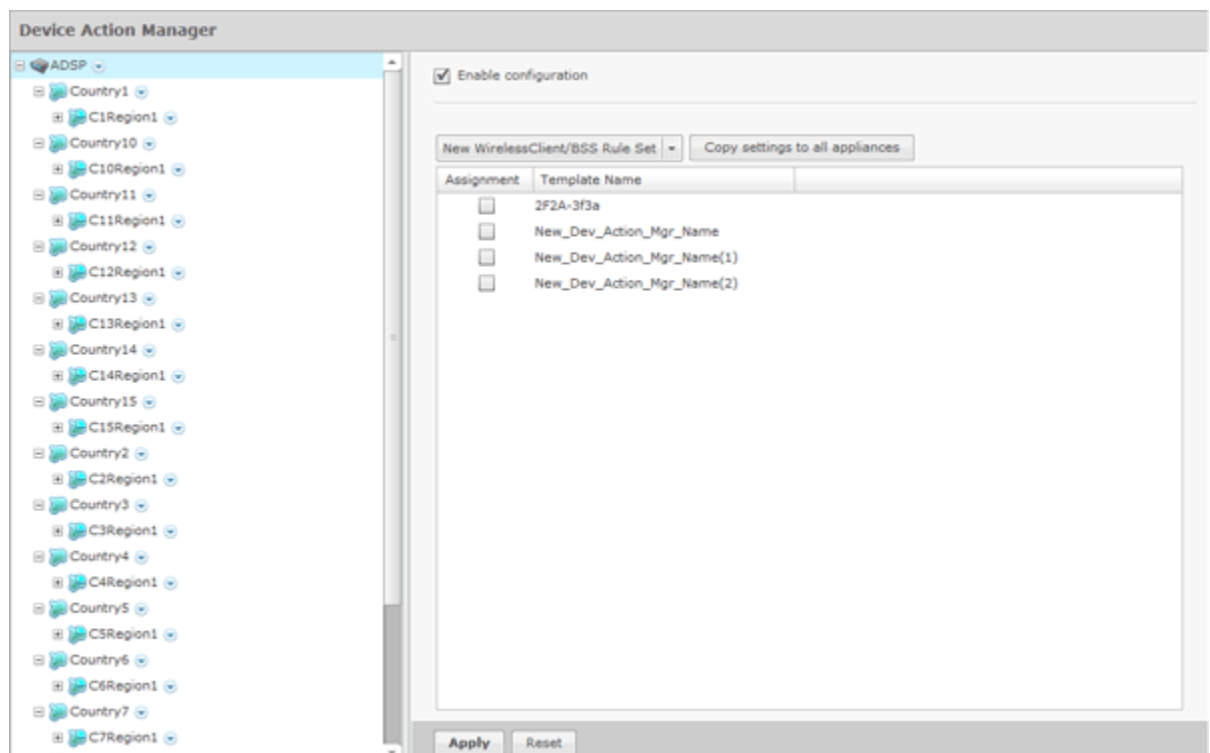 Device Action Manager
ADSP
Country1
C1Region1
Country10
C10Region1
Country11
C11Region1
Country12
C12Region1
Country13
C13Region1
Country14
C14Region1
Country15
C15Region1
Country2
C2Region1
Country3
C3Region1
Country4
C4Region1
Country5
C5Region1
Country6
C6Region1
Country7
C7Region1
Enable configuration
New WirelessClient/BSS Rule Set
Copy settings to all appliances
Assignment Template Name
2F2A-3f3a
New_Dev_Action_Mgr_Name
New_Dev_Action_Mgr_Name(1)
New_Dev_Action_Mgr_Name(2)
Apply Reset